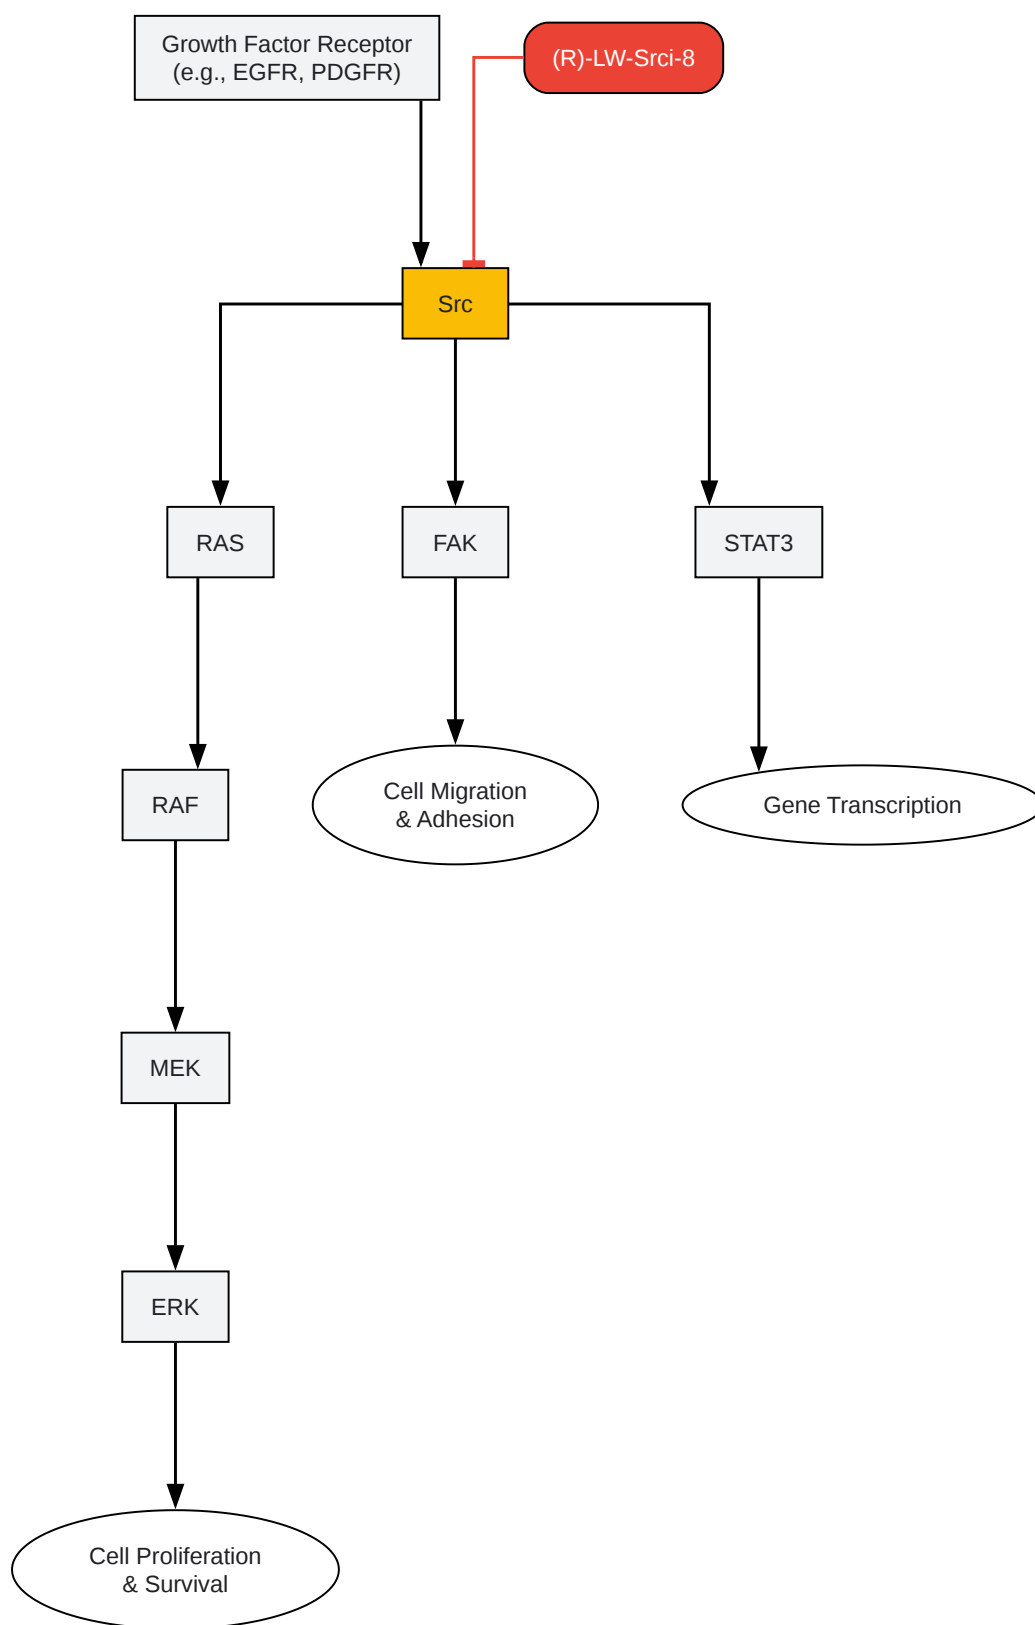 Growth Factor Receptor
(e.g., EGFR, PDGFR)
(R)-LW-Srci-8
Src
RAS
FAK
STAT3
RAF
Cell Migration
& Adhesion
Gene Transcription
MEK
ERK
Cell Proliferation
& Survival